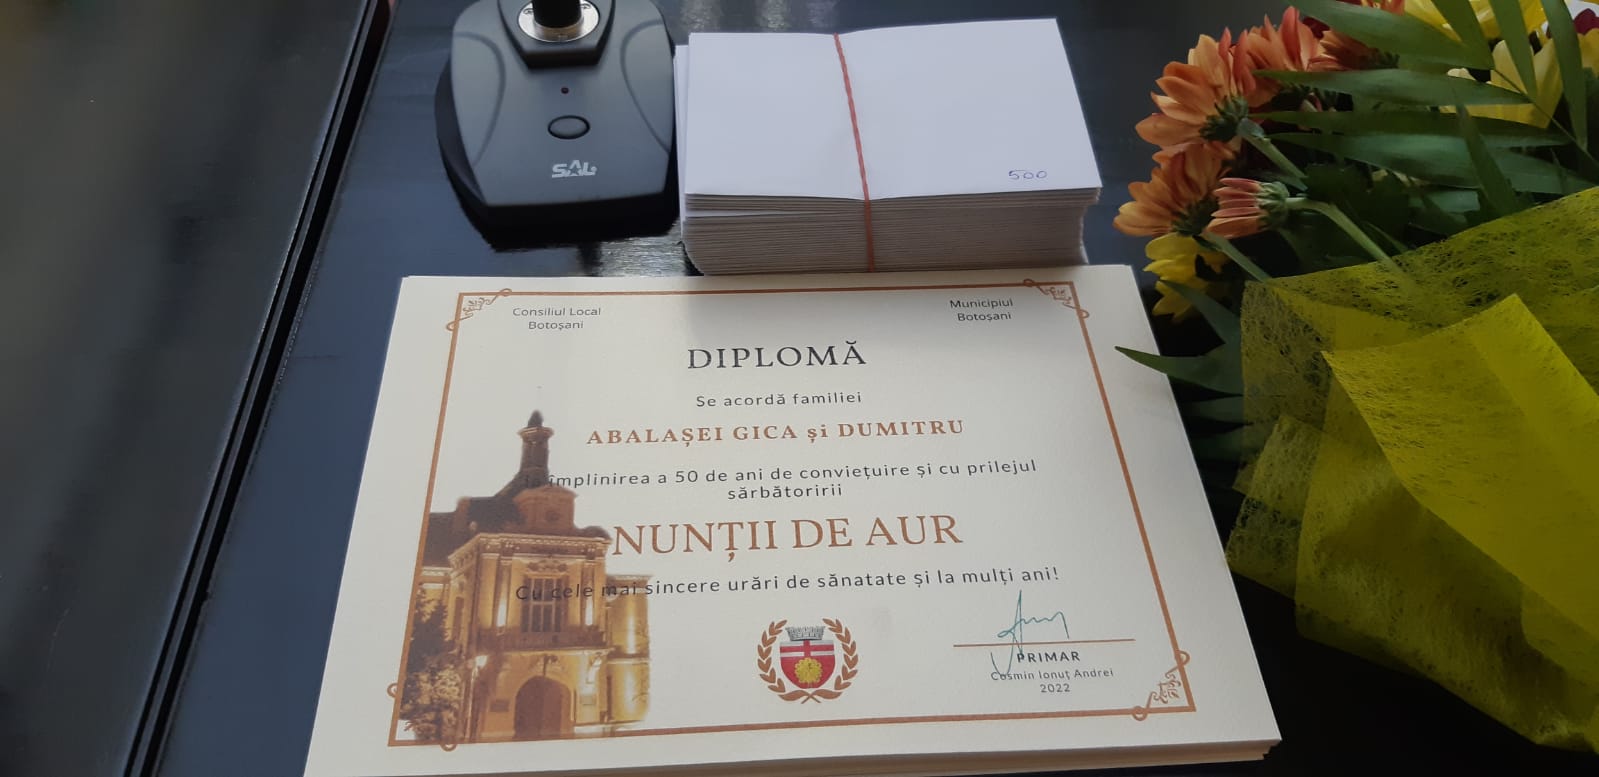 SAL
500
Consiliul Local
Botoșani
Municipiul
Botoșani
DIPLOMĂ
Se acordă familiei
ABALAȘEI GICA și DUMITRU
la împlinirea a 50 de ani de conviețuire și cu prilejul
sărbătoririi
NUNȚII DE AUR
Cu cele mai sincere urări de sănatate și la mulți ani!
PRIMAR
Cosmin Ionuț Andrei
2022